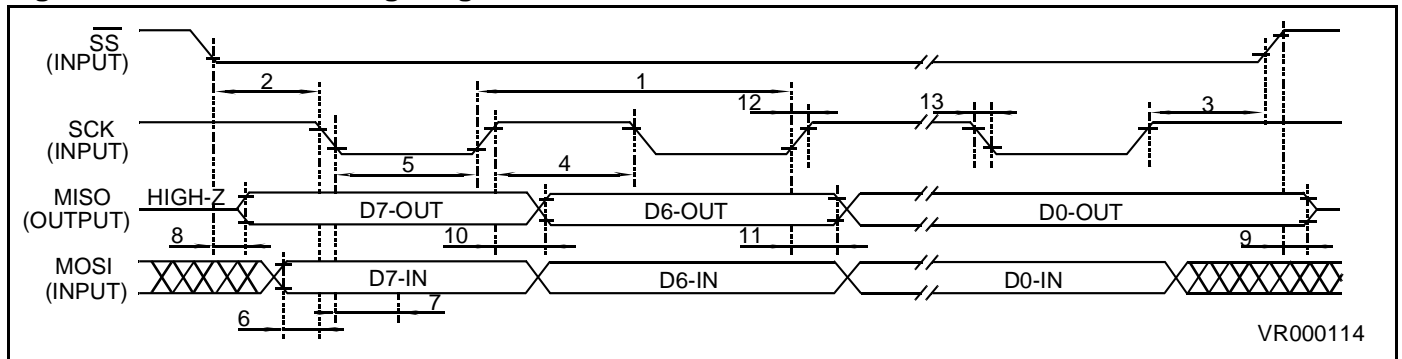 SS
(INPUT)
2
1
12
13
3
SCK
(INPUT)
5
4
MISO
(OUTPUT)
HIGH-Z
D7-OUT
D6-OUT
D0-OUT
8
10
11
9
MOSI
(INPUT)
D7-IN
D6-IN
D0-IN
7
6
VR000114